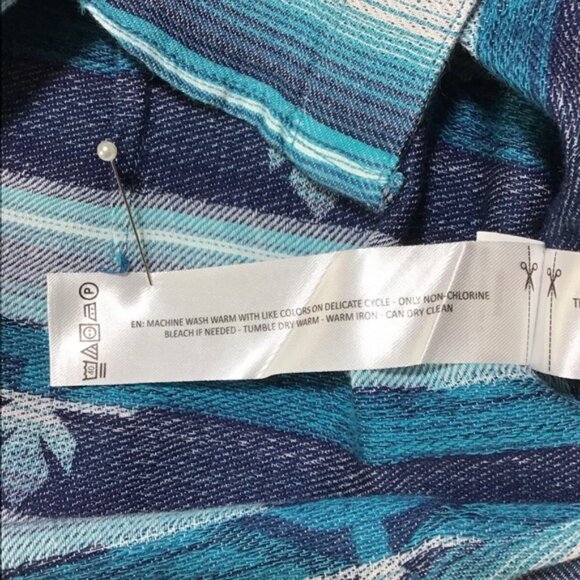 EN: MACHINE WASH WARM WITH LIKE COLORS ON DELICATE CYCLE - ONLY NON-CHLORINE
BLEACH IF NEEDED - TUMBLE DRY WARM - WARM IRON - CAN DRY CLEAN
P
40